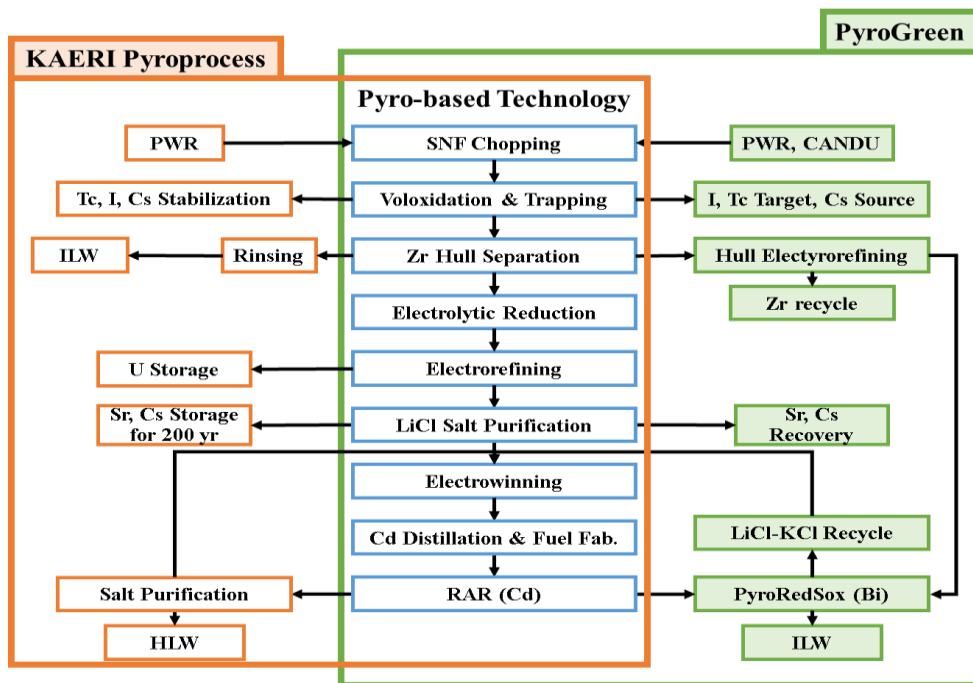 PyroGreen
KAERI Pyroprocess
Pyro-based Technology
PWR
SNF Chopping
PWR, CANDU
Tc, I, Cs Stabilization
Voloxidation & Trapping
I, Tc Target, Cs Source
ILW
Rinsing
Zr Hull Separation
Hull Electyrorefining
Zr recycle
Electrolytic Reduction
U Storage
Electrorefining
Sr, Cs Storage
for 200 yr
LiCl Salt Purification
Sr, Cs
Recovery
Electrowinning
Cd Distillation & Fuel Fab.
LiCl-KCl Recycle
Salt Purification
RAR (Cd)
PyroRedSox (Bi)
HLW
ILW